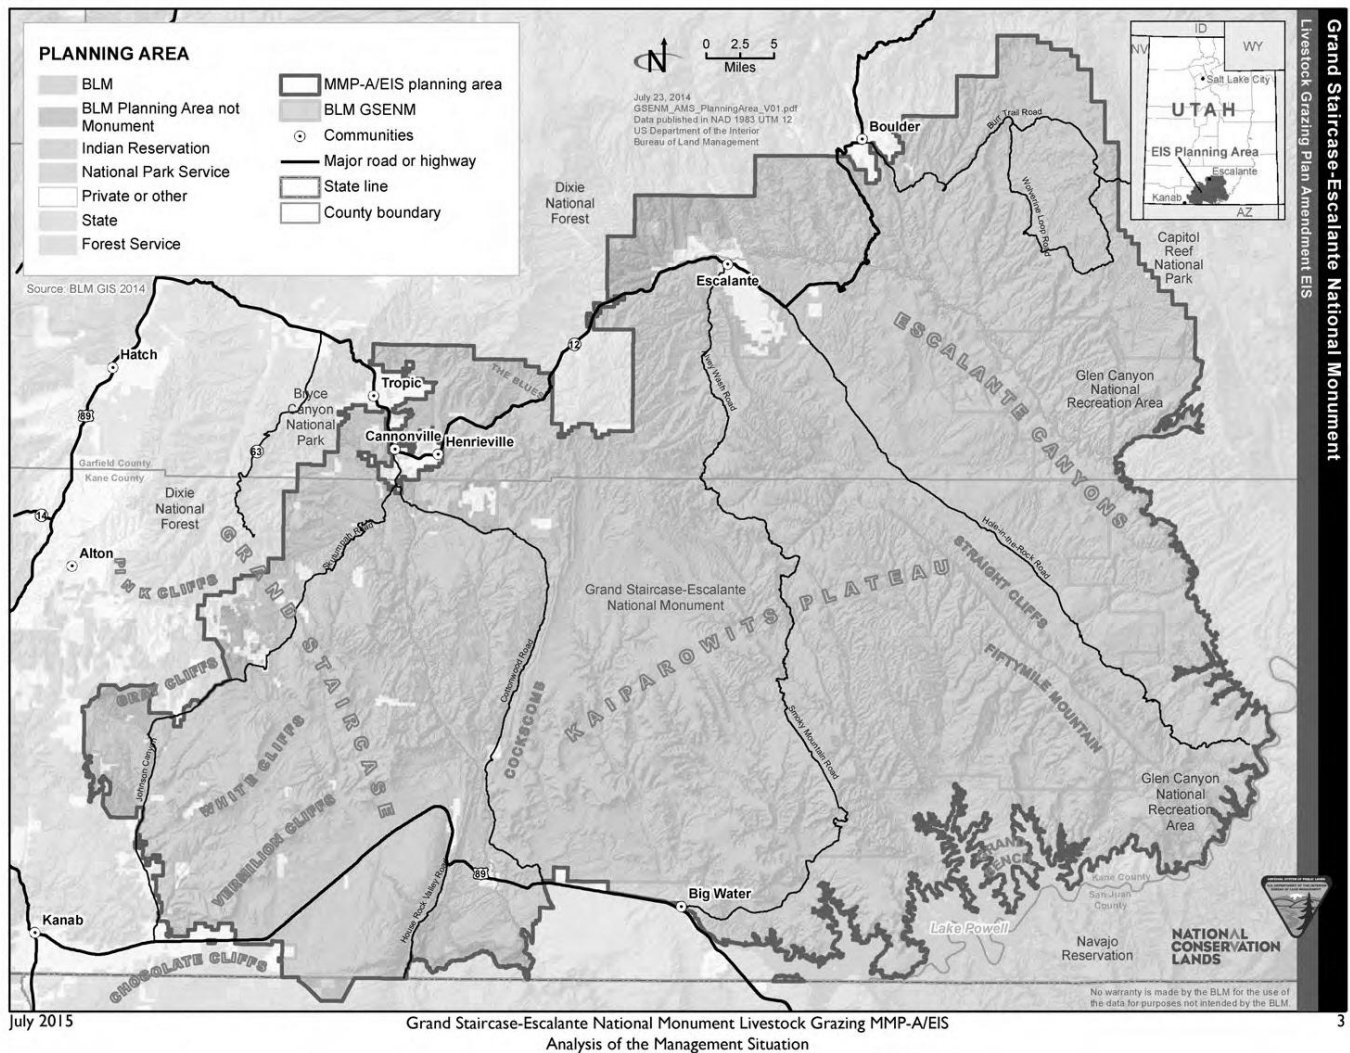 PLANNING AREA
BLM
BLM Planning Area not
Monument
Indian Reservation
National Park Service
Private or other
State
Forest Service
MMP-A/EIS planning area
BLM GSENM
Communities
Major road or highway
State line
County boundary
Source: BLM GIS 2014
N
0 2.5 5
Miles
July 23, 2014
GSENM_AMS_PlanningArea_V01.pdf
Data published in NAD 1983 UTM 12
US Department of the Interior
Bureau of Land Management
ID
NV
WY
Salt Lake City
UTAH
EIS Planning Area
Escalante
Kanab
AZ
Grand Staircase-Escalante National Monument
Livestock Grazing Plan Amendment EIS
Boulder
Burr Trail Road
Wolverine Loop Road
Dixie
National
Forest
Capitol
Reef
National
Park
Escalante
ESCALANTE CANYONS
Hatch
12
THE BLUES
Alvey Wash Road
Glen Canyon
National
Recreation Area
Tropic
Bryce
Canyon
National
Park
89
Cannonville
Henrieville
63
Garfield County
Kane County
Dixie
National
Forest
14
Alton
PINK CLIFFS
GRAND STAIRCASE
Skutumpah Road
Hole-in-the-Rock Road
STRAIGHT CLIFFS
Grand Staircase-Escalante
National Monument
KAIPAROWITS PLATEAU
FIFTYMILE MOUNTAIN
GRAY CLIFFS
Cottonwood Road
COCKSCOMB
Smoky Mountain Road
Johnson Canyon
WHITE CLIFFS
VERMILION CLIFFS
Glen Canyon
National
Recreation
Area
House Rock Valley Road
89
Big Water
Kane County
San Juan
County
Kanab
Lake Powell
CHOCOLATE CLIFFS
Navajo
Reservation
NATIONAL
CONSERVATION
LANDS
No warranty is made by the BLM for the use of
the data for purposes not intended by the BLM.
July 2015
Grand Staircase-Escalante National Monument Livestock Grazing MMP-A/EIS
3
Analysis of the Management Situation